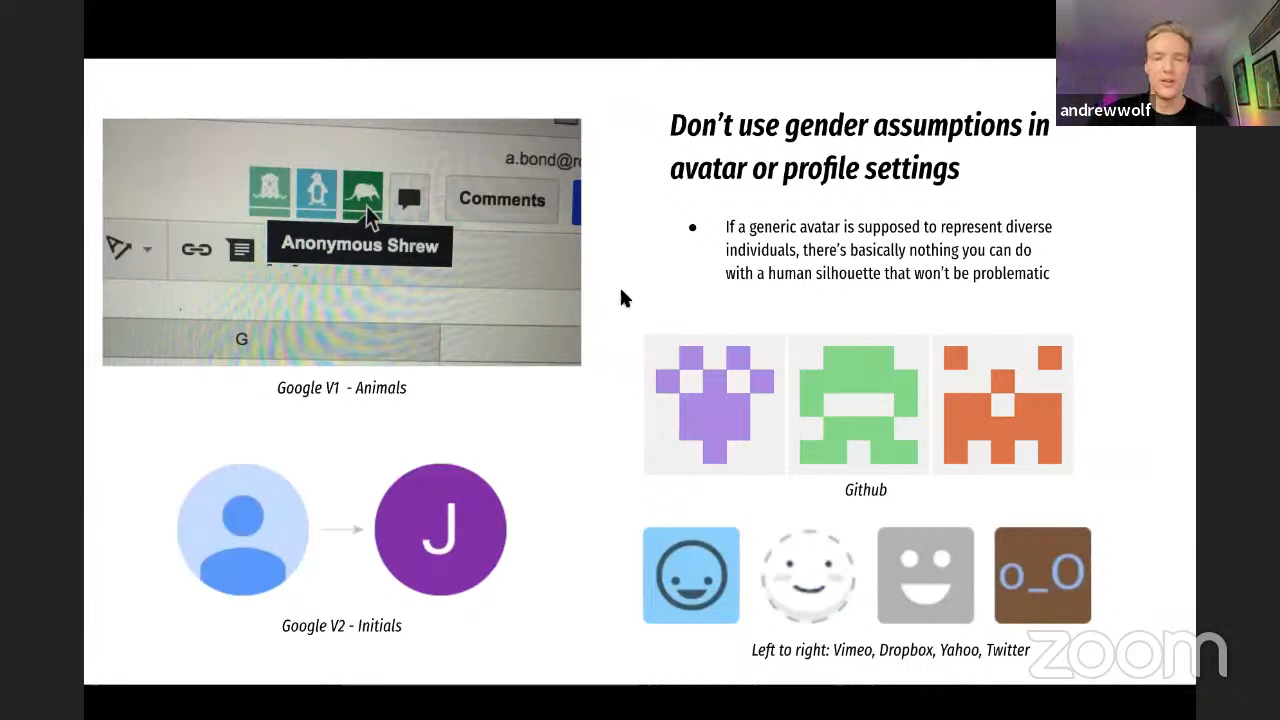 andrewwolf
Don't use gender assumptions in
avatar or profile settings
If a generic avatar is supposed to represent diverse
individuals, there's basically nothing you can do
with a human silhouette that won't be problematic
Comments
Anonymous Shrew
G
Google V1 - Animals
J
Google V2 - Initials
Github
o_O
Left to right: Vimeo, Dropbox, Yahoo, Twitter
zoom